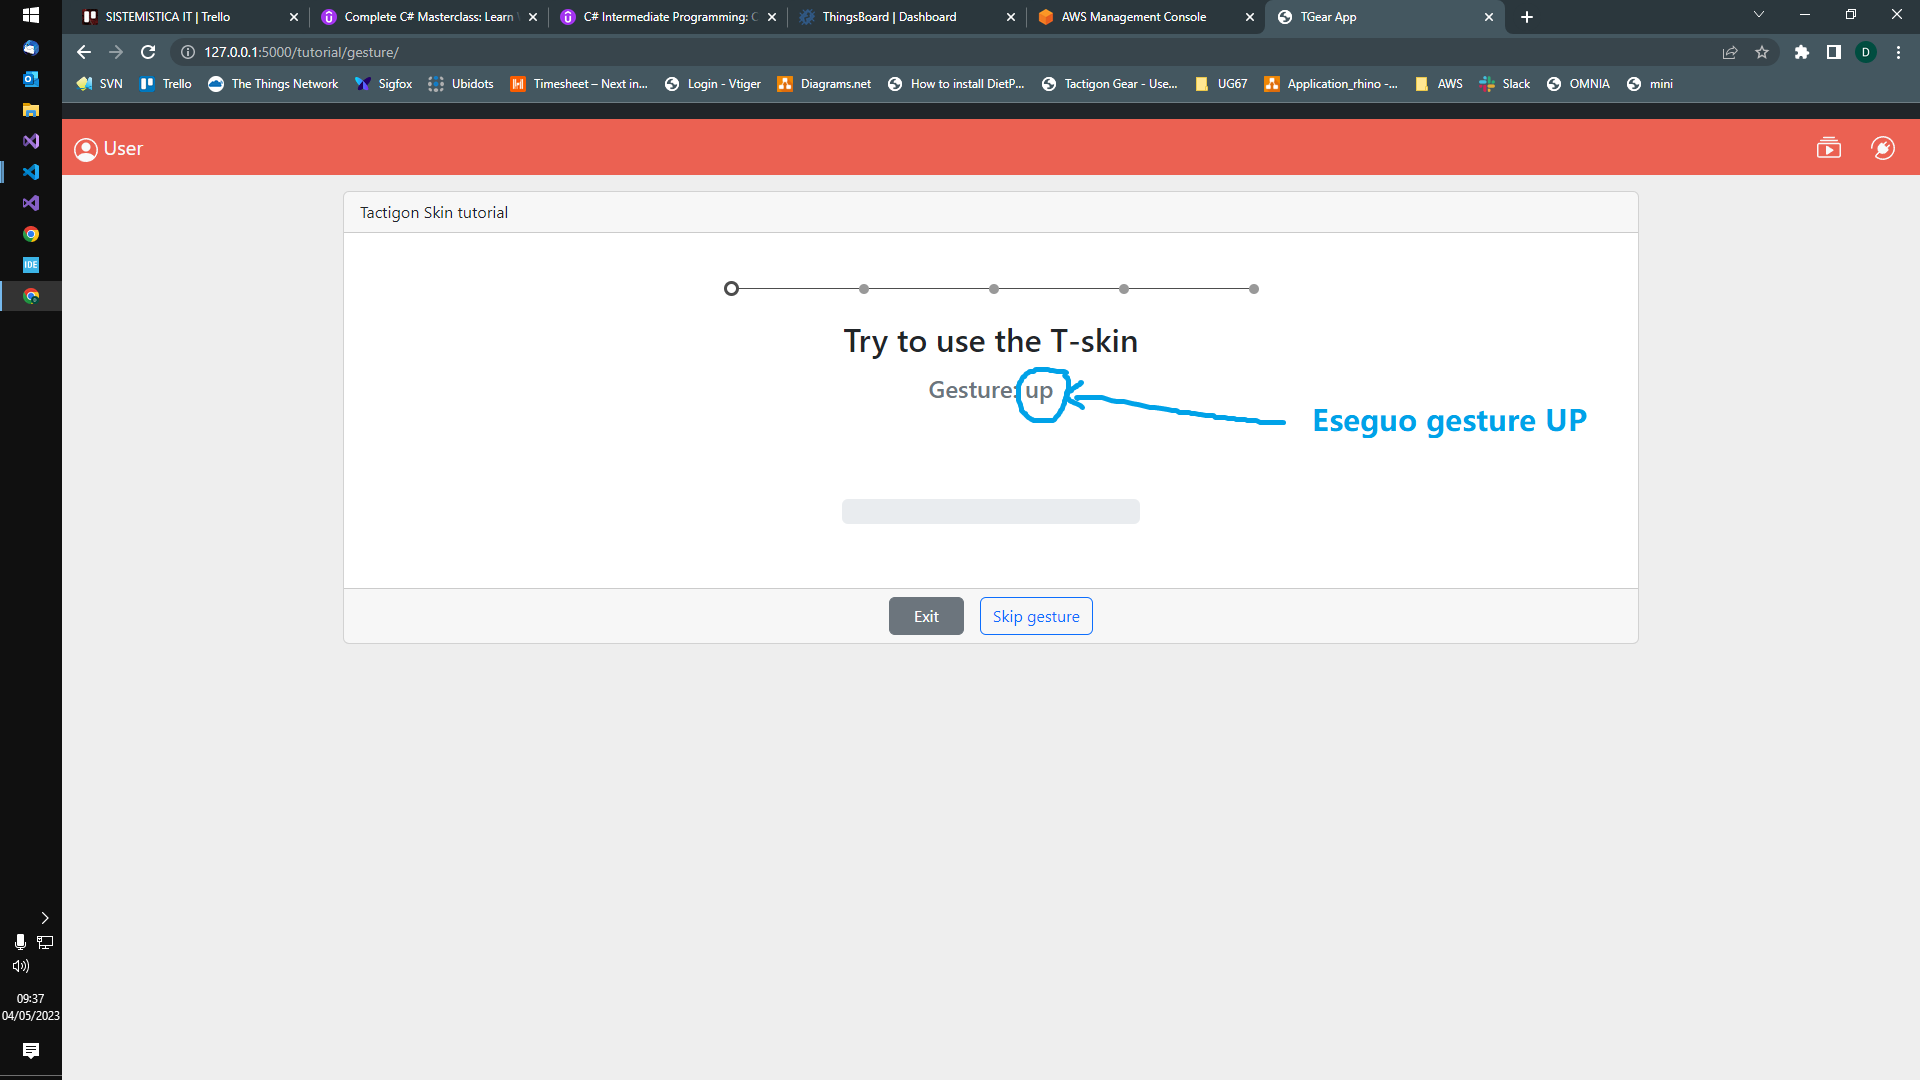 SISTEMISTICA IT | Trello
Complete C# Masterclass: Learn
C# Intermediate Programming: C
ThingsBoard | Dashboard
AWS Management Console
TGear App
127.0.0.1:5000/tutorial/gesture/
D
SVN
Trello
The Things Network
Sigfox
Ubidots
Timesheet – Next in...
Login - Vtiger
Diagrams.net
How to install DietP...
Tactigon Gear - Use...
UG67
Application_rhino -...
AWS
Slack
OMNIA
mini
User
Tactigon Skin tutorial
Try to use the T-skin
Gesture: up
Eseguo gesture UP
Exit
Skip gesture
IDE
09:37
04/05/2023